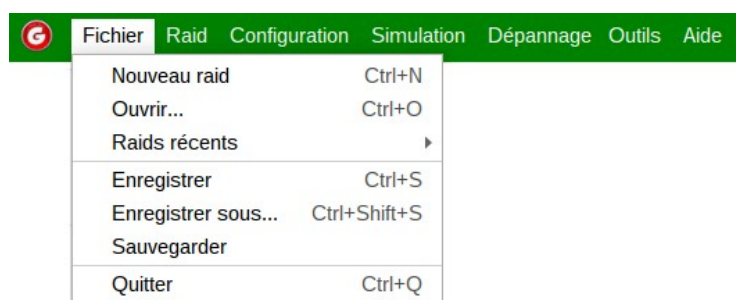 G Fichier Raid Configuration Simulation Dépannage Outils Aide
Nouveau raid Ctrl+N
Ouvrir... Ctrl+O
Raids récents
Enregistrer Ctrl+S
Enregistrer sous... Ctrl+Shift+S
Sauvegarder
Quitter Ctrl+Q